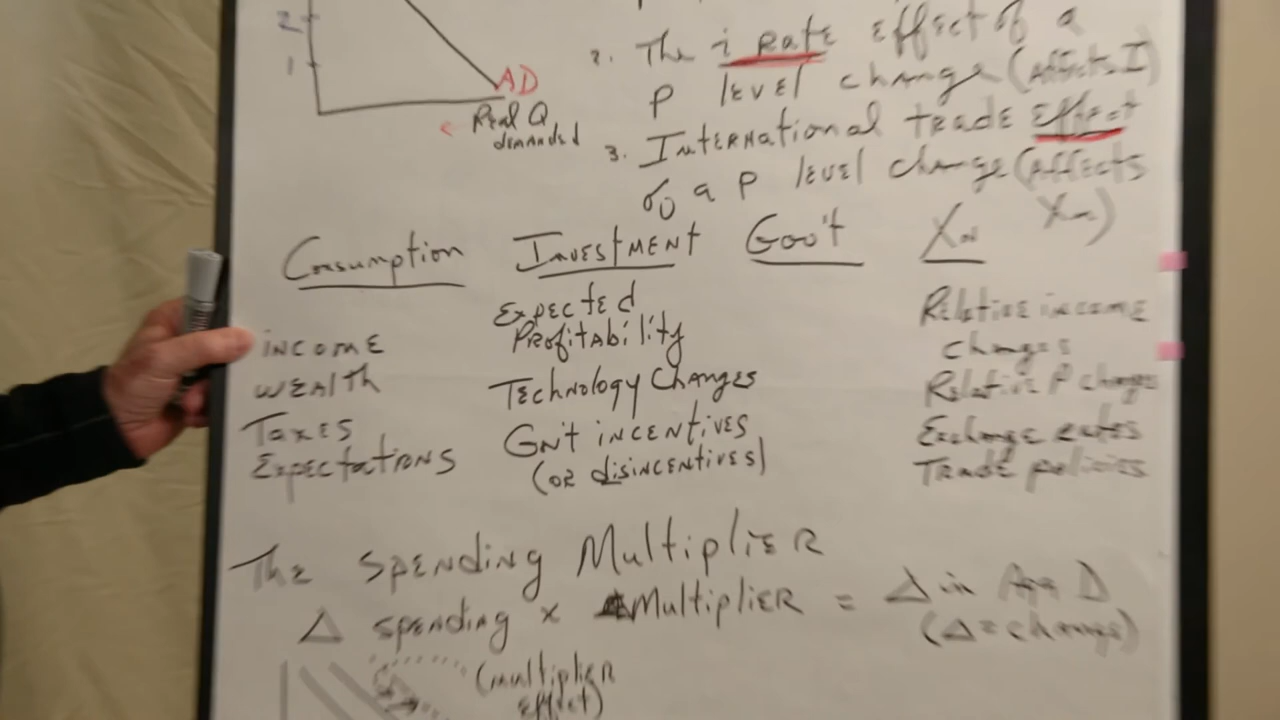 2
1
AD
Real Q
demanded
2. The i Rate effect of a
P level change (Affects I)
3. International trade Effect
of a P level change (Affects
Xn)
Consumption Investment Gov't Xn
Expected
Profitability
Technology Changes
Gov't incentives
(or disincentives)
income
wealth
Taxes
Expectations
Relative income
changes
Relative P changes
Exchange rates
Trade policies
The Spending Multiplier
Δ spending x Multiplier = Δ in Agg D
(Δ = change)
(multiplier
effect)